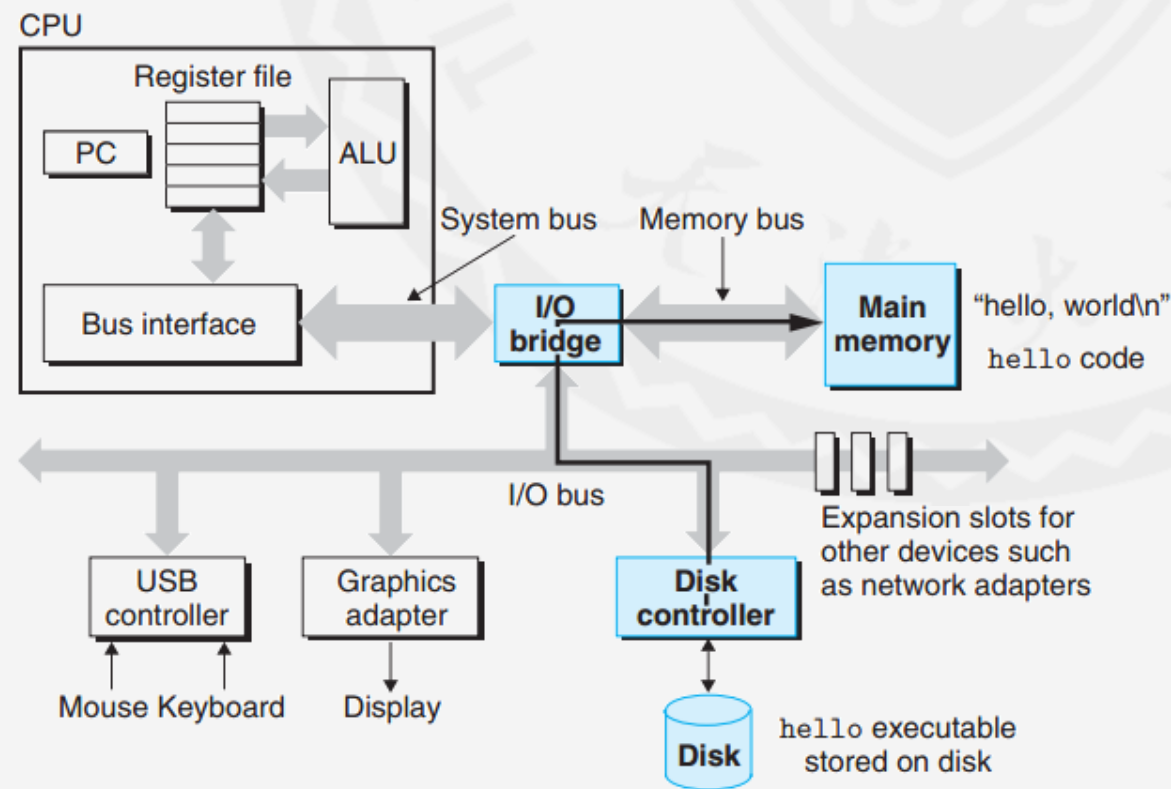 CPU
Register file
PC
ALU
System bus
Memory bus
Bus interface
I/O
bridge
Main
memory
"hello, world\n"
hello code
I/O bus
Expansion slots for
other devices such
as network adapters
USB
controller
Graphics
adapter
Disk
controller
Mouse Keyboard
Display
Disk
hello executable
stored on disk